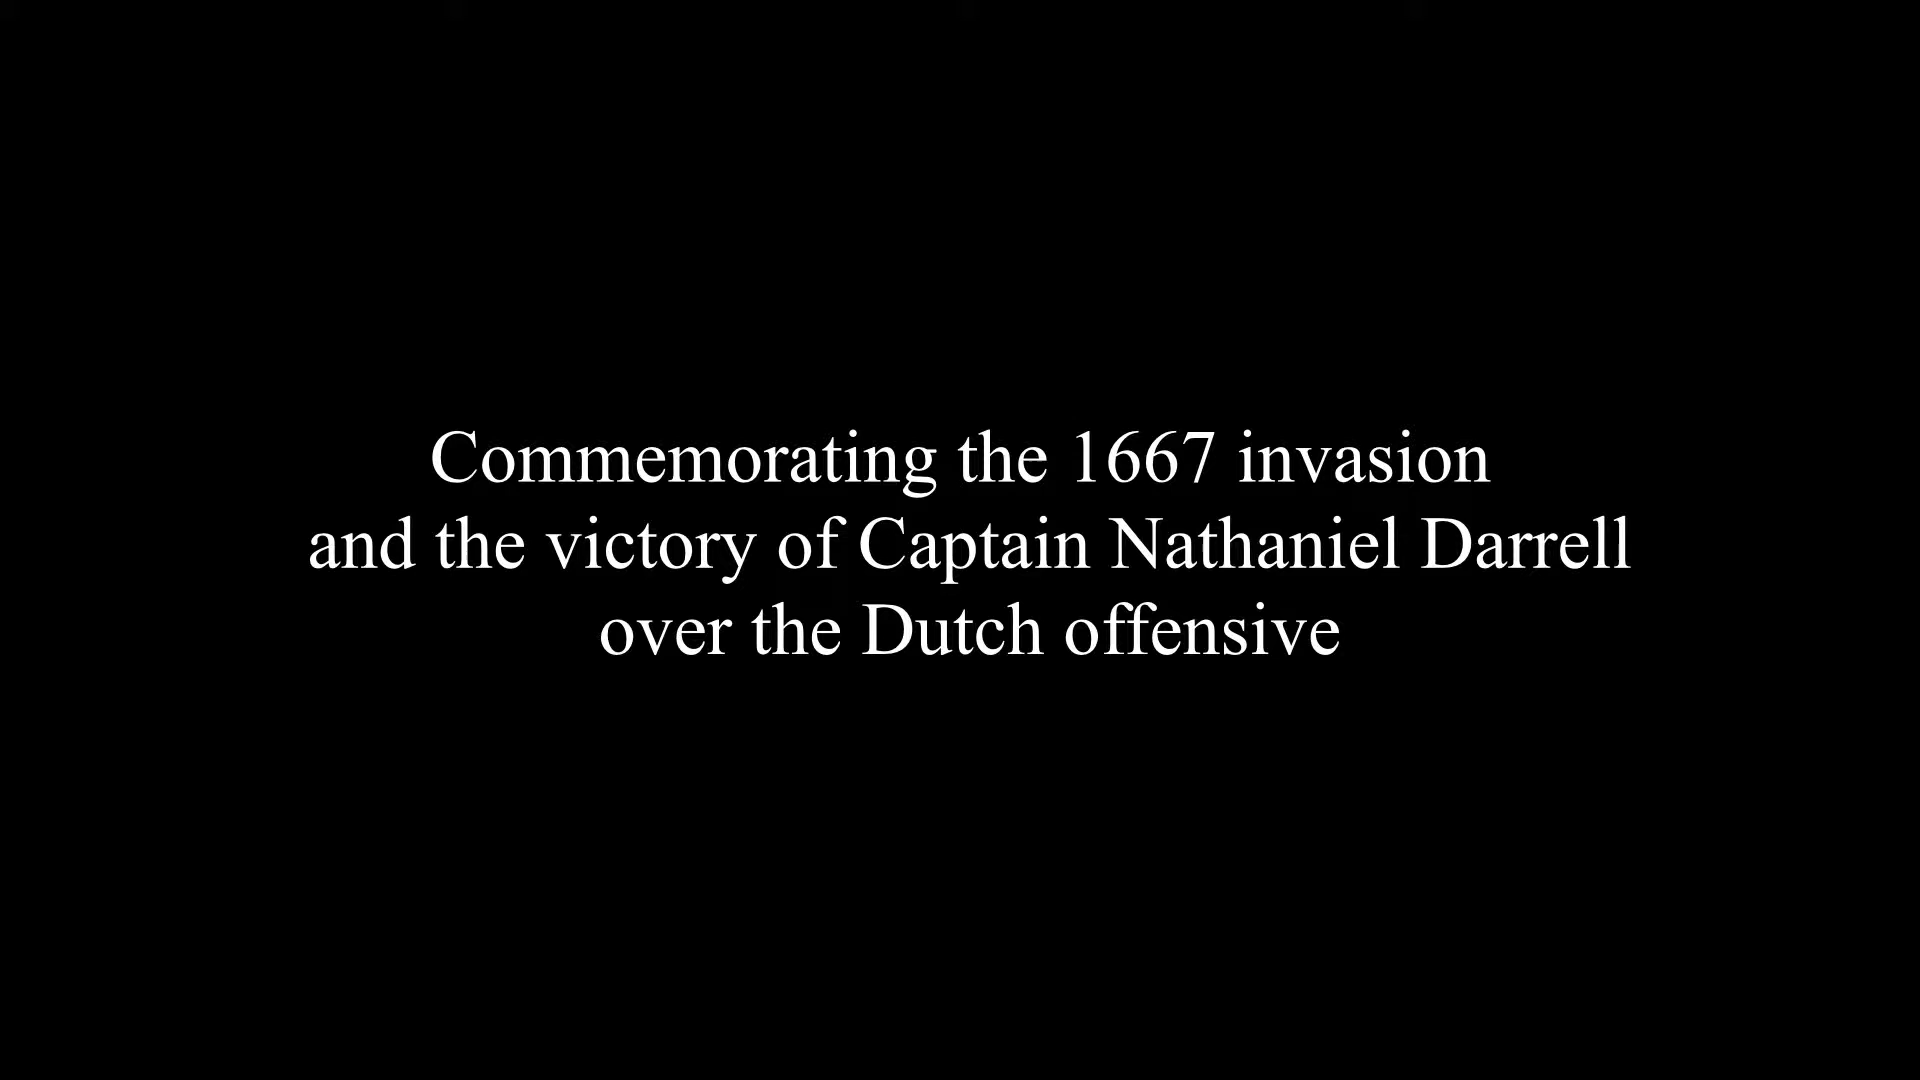 Commemorating the 1667 invasion
and the victory of Captain Nathaniel Darrell
over the Dutch offensive